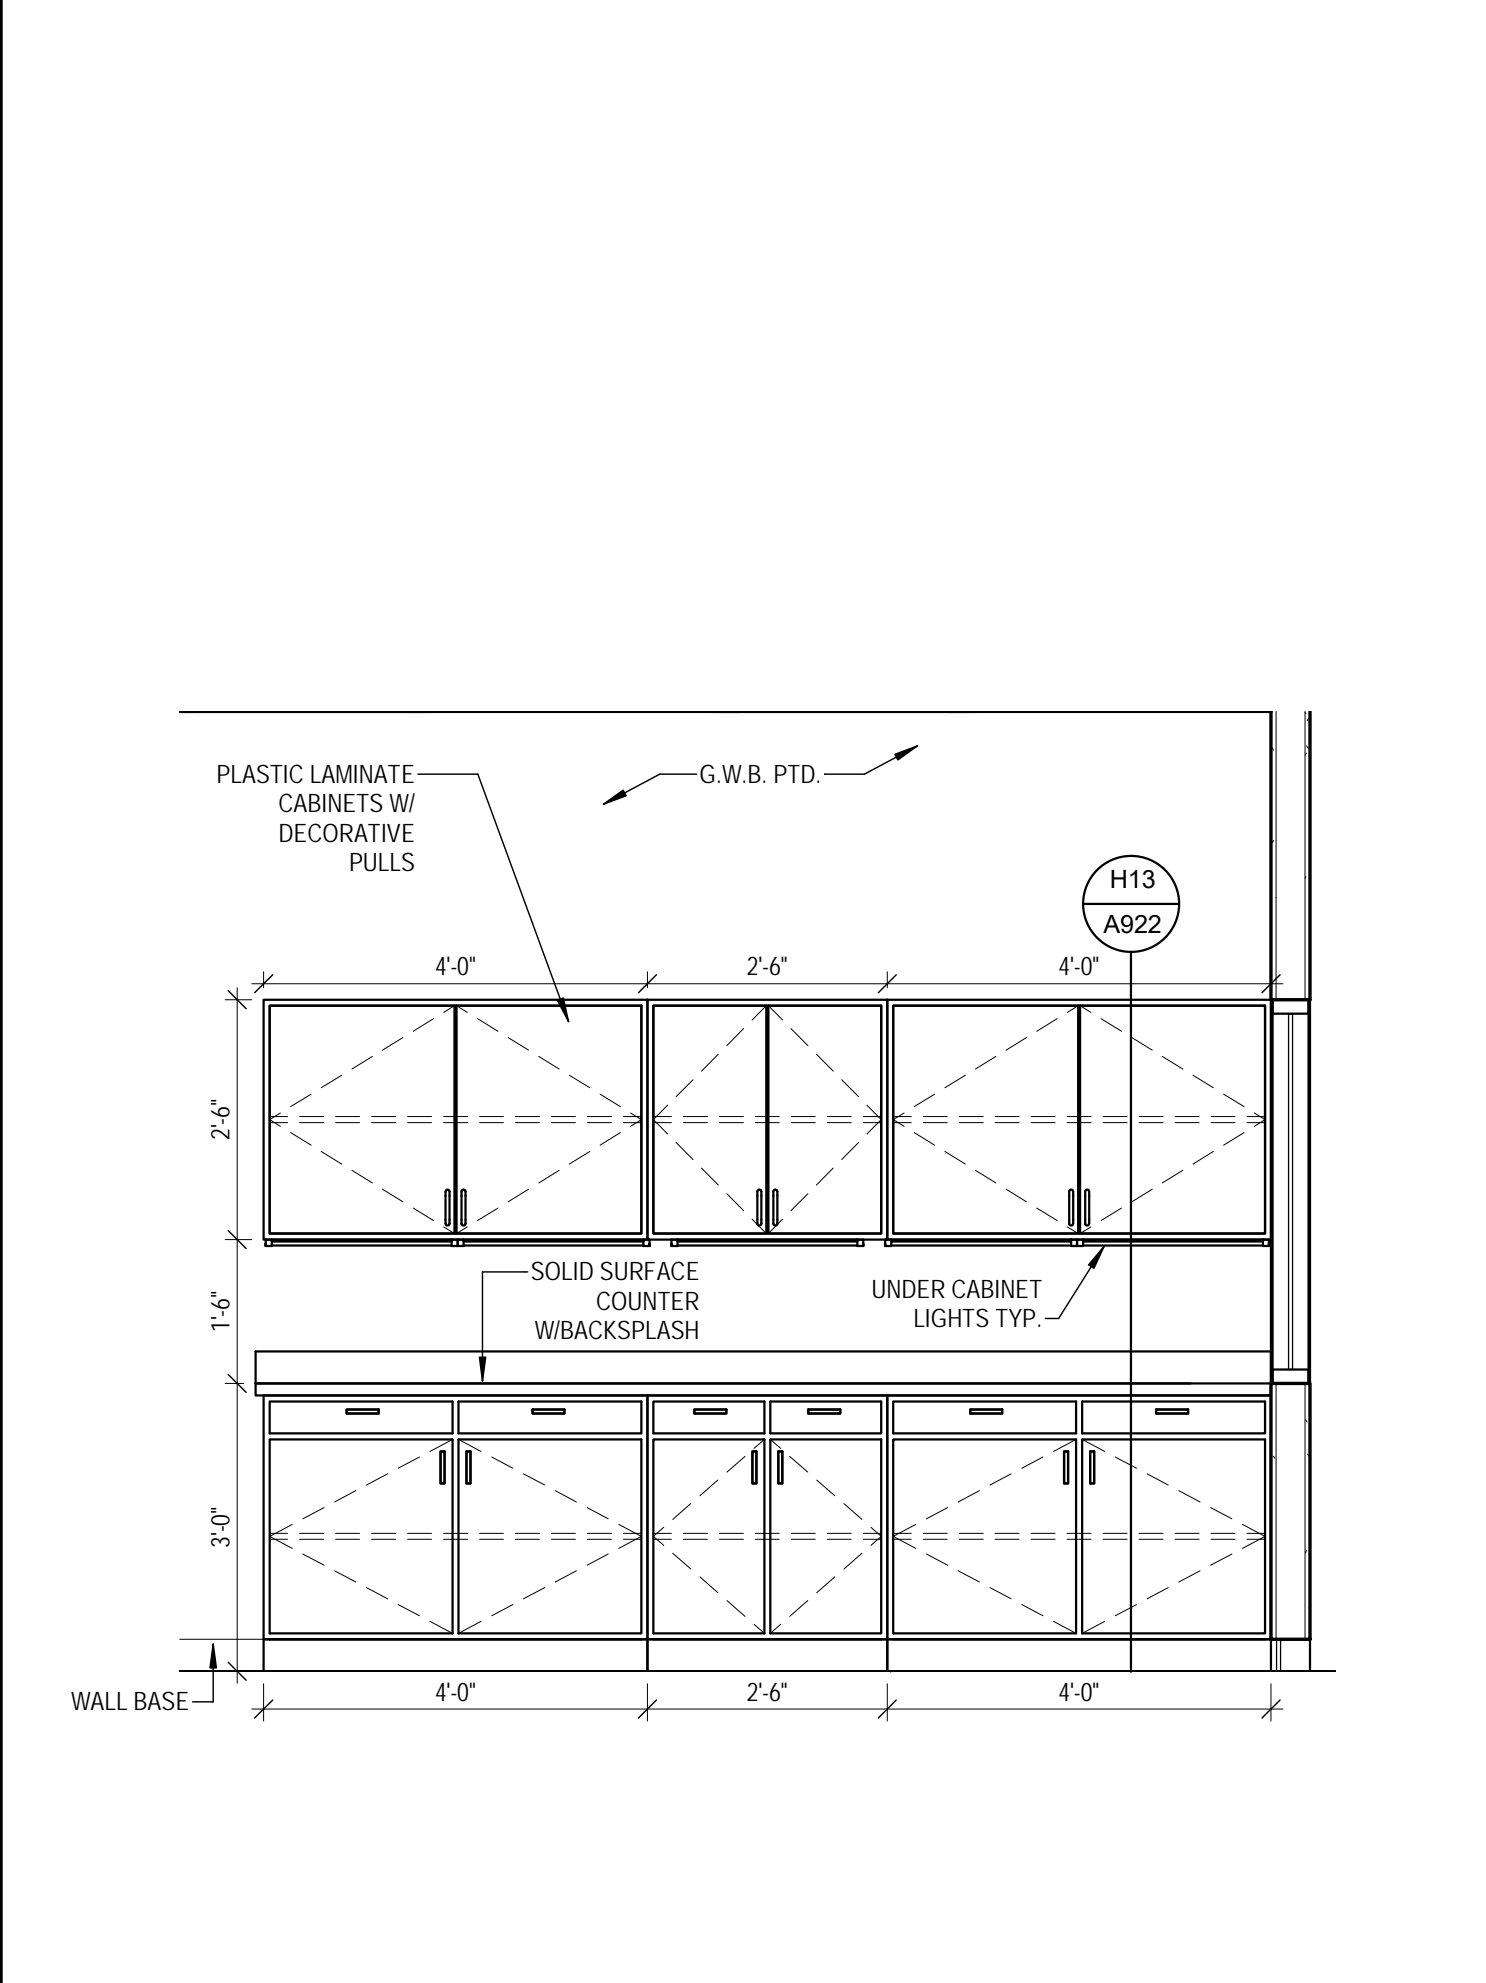 PLASTIC LAMINATE
CABINETS W/
DECORATIVE
PULLS
G.W.B. PTD.
H13
A922
4'-0"
2'-6"
4'-0"
2'-6"
1'-6"
3'-0"
SOLID SURFACE
COUNTER
W/BACKSPLASH
UNDER CABINET
LIGHTS TYP.
WALL BASE
4'-0"
2'-6"
4'-0"